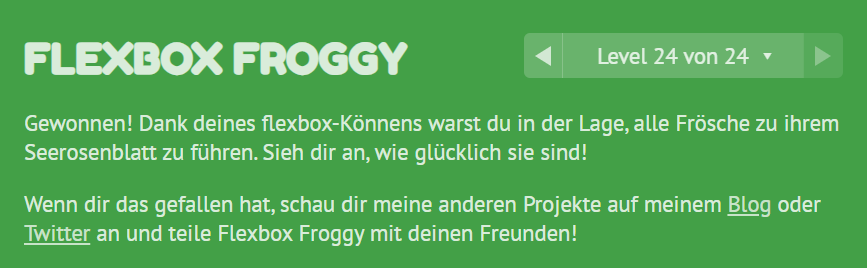 FLEXBOX FROGGY
Level 24 von 24
Gewonnen! Dank deines flexbox-Könnens warst du in der Lage, alle Frösche zu ihrem
Seerosenblatt zu führen. Sieh dir an, wie glücklich sie sind!
Wenn dir das gefallen hat, schau dir meine anderen Projekte auf meinem Blog oder
Twitter an und teile Flexbox Froggy mit deinen Freunden!